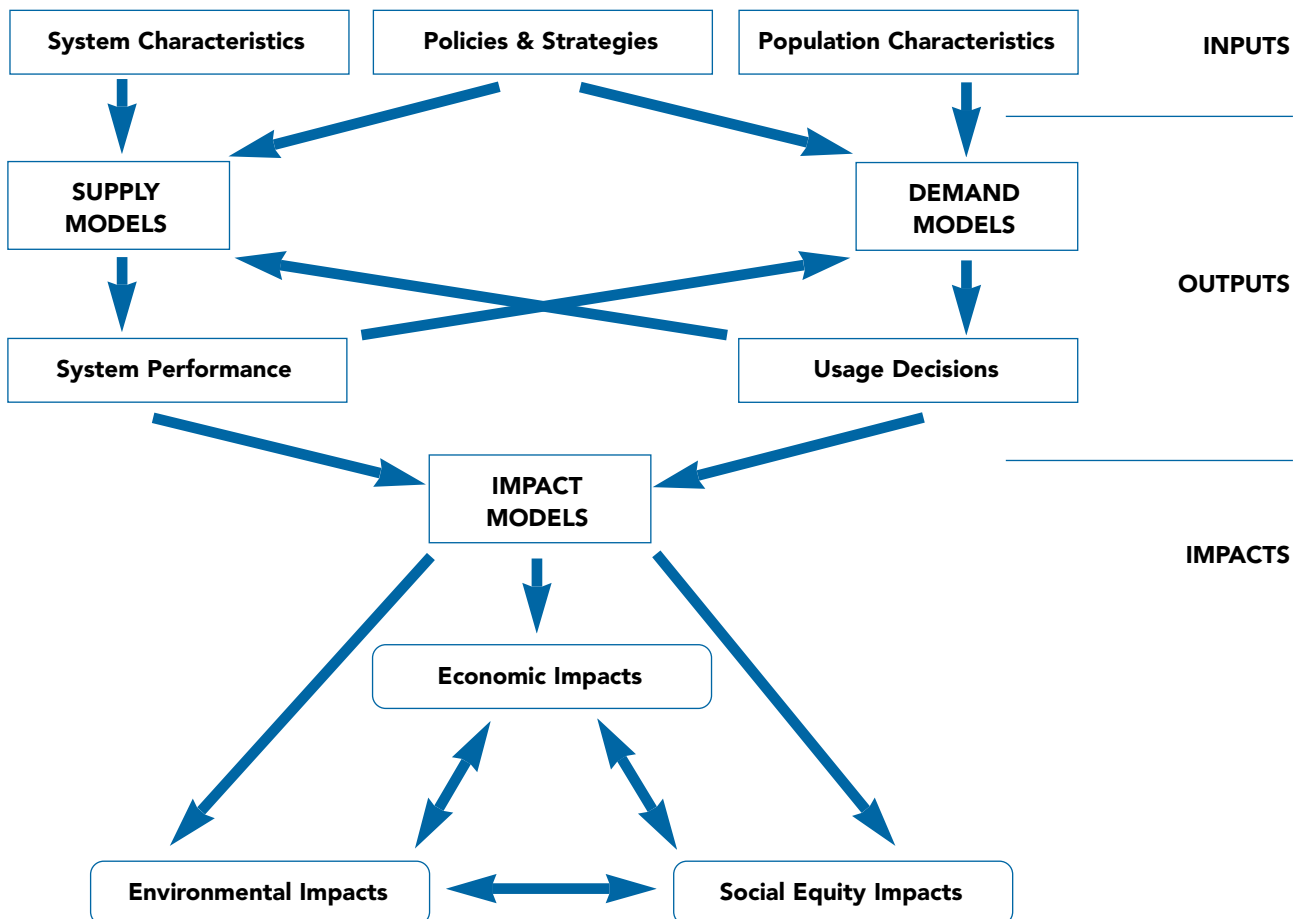 System Characteristics
Policies & Strategies
Population Characteristics
INPUTS
SUPPLY
MODELS
DEMAND
MODELS
OUTPUTS
System Performance
Usage Decisions
IMPACT
MODELS
IMPACTS
Economic Impacts
Environmental Impacts
Social Equity Impacts